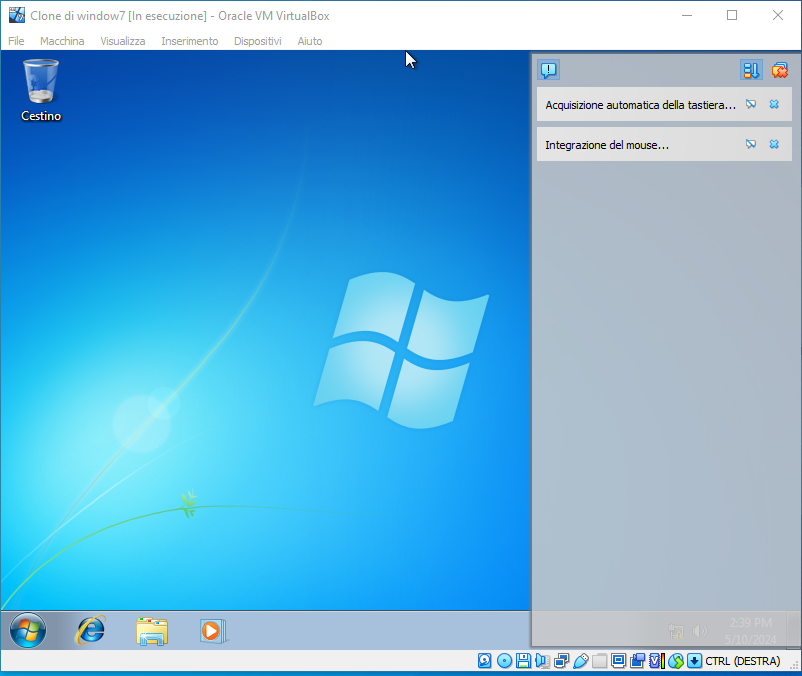 Clone di window7 [In esecuzione] - Oracle VM VirtualBox
File Macchina Visualizza Inserimento Dispositivi Aiuto
Cestino
Acquisizione automatica della tastiera...
Integrazione del mouse...
2:39 PM
5/10/2024
CTRL (DESTRA)